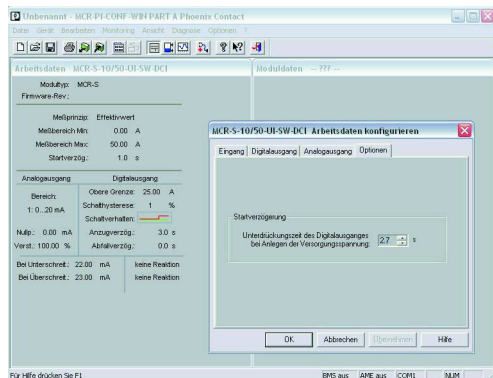 Unbenannt - MCR-PI-CONF-WIN PART A Phoenix Contact
Datei Gerät Bearbeiten Monitoring Ansicht Diagnose Optionen ?
Arbeitsdaten MCR-S-10/50-UI-SW-DCI
Moduldaten -- ??? --
Modultyp: MCR-S
Firmware-Rev.:
Meßprinzip: Effektivwert
Meßbereich Min: 0.00 A
Meßbereich Max: 50.00 A
Startverzög.: 1.0 s
Analogausgang
Digitalausgang
Bereich:
1: 0...20 mA
Obere Grenze: 25.00 A
Schalthysterese: 1 %
Schaltverhalten:
Nullp.: 0.00 mA
Anzugverzög.: 3.0 s
Verst.: 100.00 %
Abfallverzög.: 0.0 s
Bei Unterschreit.: 22.00 mA keine Reaktion
Bei Überschreit.: 23.00 mA keine Reaktion
MCR-S-10/50-UI-SW-DCI Arbeitsdaten konfigurieren
Eingang Digitalausgang Analogausgang Optionen
Startverzögerung
Unterdrückungszeit des Digitalausganges
bei Anlegen der Versorgungsspannung: 2.7 s
OK Abbrechen Übernehmen Hilfe
Für Hilfe drücken Sie F1
BMS aus AME aus COM1 NUM